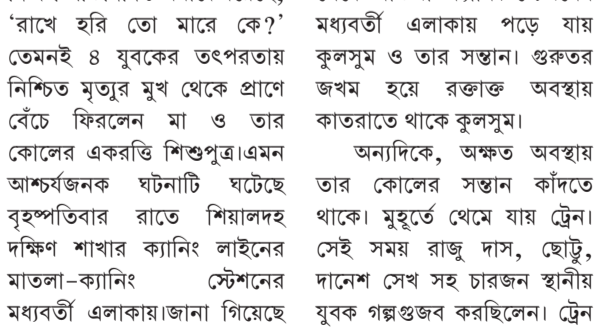 ‘রাখে হরি তো মারে কে?’
তেমনই ৪ যুবকের তৎপরতায়
নিশ্চিত মৃত্যুর মুখ থেকে প্রাণে
বেঁচে ফিরলেন মা ও তার
কোলের একরত্তি শিশুপুত্র।এমন
আশ্চর্যজনক ঘটনাটি ঘটেছে
বৃহষ্পতিবার রাতে শিয়ালদহ
দক্ষিণ শাখার ক্যানিং লাইনের
মাতলা-ক্যানিং স্টেশনের
মধ্যবর্তী এলাকায়।জানা গিয়েছে
মধ্যবর্তী এলাকায় পড়ে যায়
কুলসুম ও তার সন্তান। গুরুতর
জখম হয়ে রক্তাক্ত অবস্থায়
কাতরাতে থাকে কুলসুম।
অন্যদিকে, অক্ষত অবস্থায়
তার কোলের সন্তান কাঁদতে
থাকে। মুহূর্তে থেমে যায় ট্রেন।
সেই সময় রাজু দাস, ছোট্টু,
দানেশ সেখ সহ চারজন স্থানীয়
যুবক গল্পগুজব করছিলেন। ট্রেন